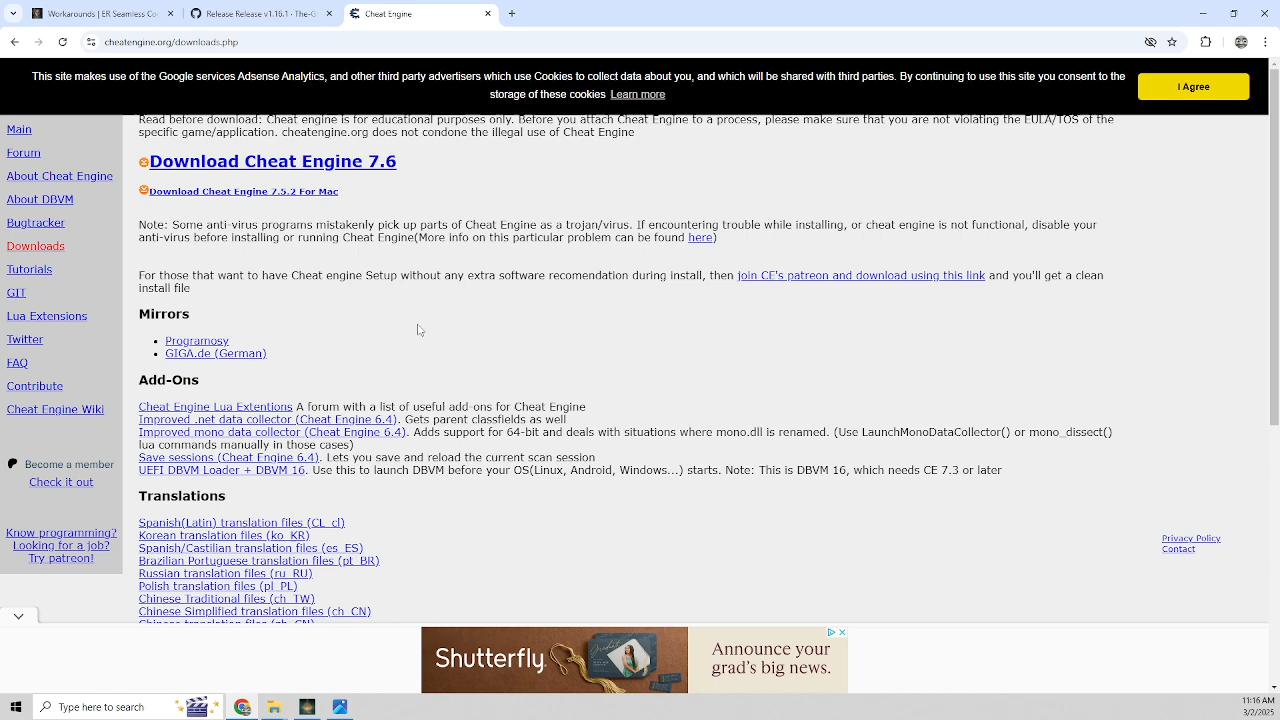 Workarounds | ER Seamless Co
Release Release v1.16.1 · The-G
Cheat Engine
cheatengine.org/downloads.php
This site makes use of the Google services Adsense Analytics, and other third party advertisers which use Cookies to collect data about you, and which will be shared with third parties. By continuing to use this site you consent to the
storage of these cookies Learn more
I Agree
Main
Forum
About Cheat Engine
About DBVM
Bugtracker
Downloads
Tutorials
GIT
Lua Extensions
Twitter
FAQ
Contribute
Cheat Engine Wiki
Become a member
Check it out
Know programming?
Looking for a job?
Try patreon!
Read before download: Cheat engine is for educational purposes only. Before you attach Cheat Engine to a process, please make sure that you are not violating the EULA/TOS of the
specific game/application. cheatengine.org does not condone the illegal use of Cheat Engine
Download Cheat Engine 7.6
Download Cheat Engine 7.5.2 For Mac
Note: Some anti-virus programs mistakenly pick up parts of Cheat Engine as a trojan/virus. If encountering trouble while installing, or cheat engine is not functional, disable your
anti-virus before installing or running Cheat Engine(More info on this particular problem can be found here)
For those that want to have Cheat engine Setup without any extra software recomendation during install, then join CE's patreon and download using this link and you'll get a clean
install file
Mirrors
• Programosy
• GIGA.de (German)
Add-Ons
Cheat Engine Lua Extentions A forum with a list of useful add-ons for Cheat Engine
Improved .net data collector (Cheat Engine 6.4). Gets parent classfields as well
Improved mono data collector (Cheat Engine 6.4). Adds support for 64-bit and deals with situations where mono.dll is renamed. (Use LaunchMonoDataCollector() or mono_dissect()
lua commands manually in those cases)
Save sessions (Cheat Engine 6.4). Lets you save and reload the current scan session
UEFI DBVM Loader + DBVM 16. Use this to launch DBVM before your OS(Linux, Android, Windows...) starts. Note: This is DBVM 16, which needs CE 7.3 or later
Translations
Spanish(Latin) translation files (CL_cl)
Korean translation files (ko_KR)
Spanish/Castilian translation files (es_ES)
Brazilian Portuguese translation files (pt_BR)
Russian translation files (ru_RU)
Polish translation files (pl_PL)
Chinese Traditional files (ch_TW)
Chinese Simplified translation files (ch_CN)
Privacy Policy
Contact
Shutterfly.
Announce your
grad's big news.
Type here to search
11:16 AM
3/2/2025